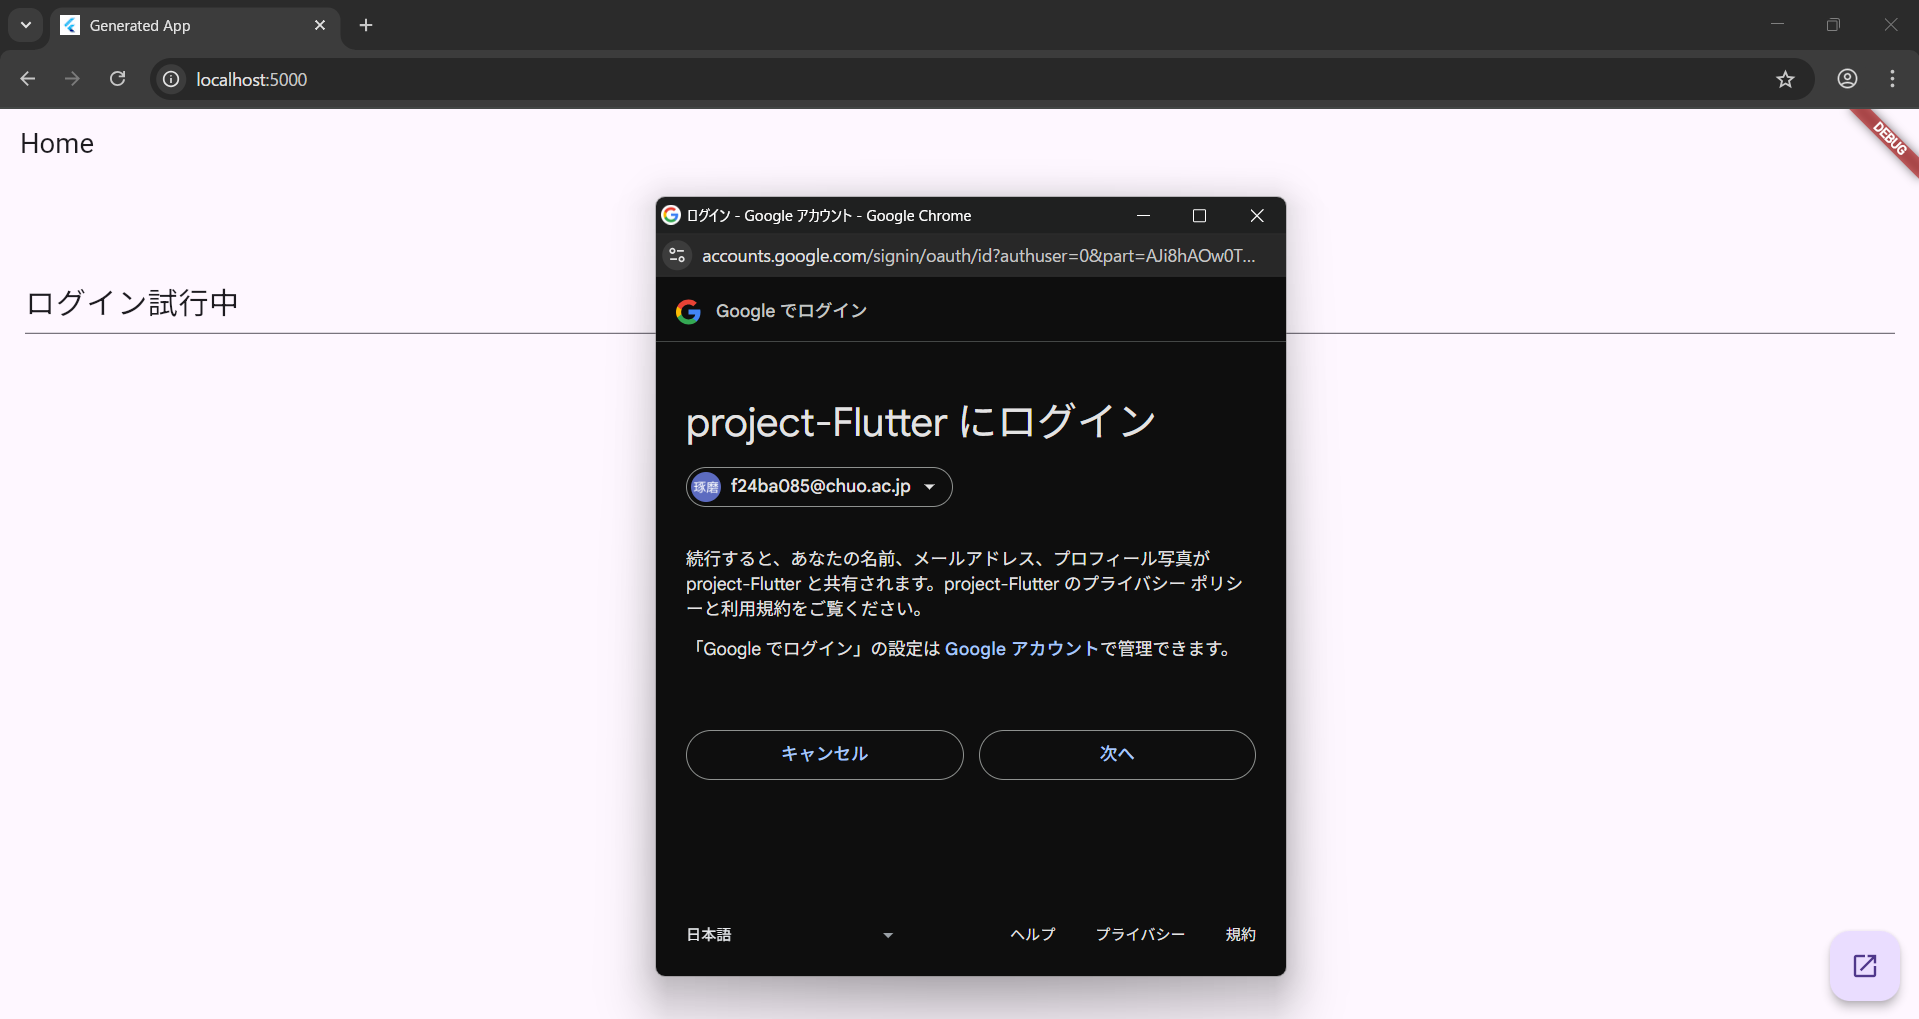 Generated App
localhost:5000
Home
DEBUG
ログイン試行中
ログイン - Google アカウント - Google Chrome
accounts.google.com/signin/oauth/id?authuser=0&part=AJi8hAOw0T...
Google でログイン
project-Flutter にログイン
琢磨 f24ba085@chuo.ac.jp
続行すると、あなたの名前、メールアドレス、プロフィール写真が
project-Flutter と共有されます。project-Flutter のプライバシー ポリシ
ーと利用規約をご覧ください。
「Google でログイン」の設定は Google アカウントで管理できます。
キャンセル 次へ
日本語 ヘルプ プライバシー 規約